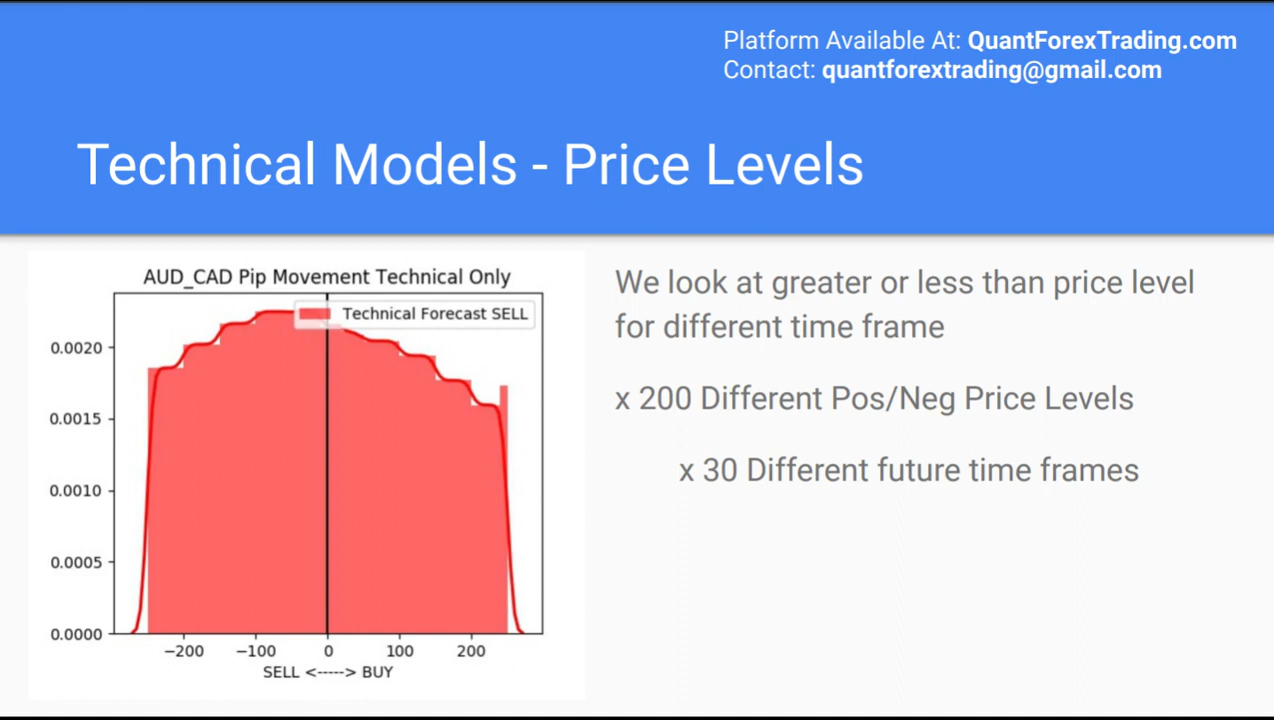 Platform Available At: QuantForexTrading.com
Contact: quantforextrading@gmail.com
Technical Models - Price Levels
AUD_CAD Pip Movement Technical Only
Technical Forecast SELL
0.0020
0.0015
0.0010
0.0005
0.0000
−200 −100 0 100 200
SELL <-----> BUY
We look at greater or less than price level
for different time frame
x 200 Different Pos/Neg Price Levels
x 30 Different future time frames